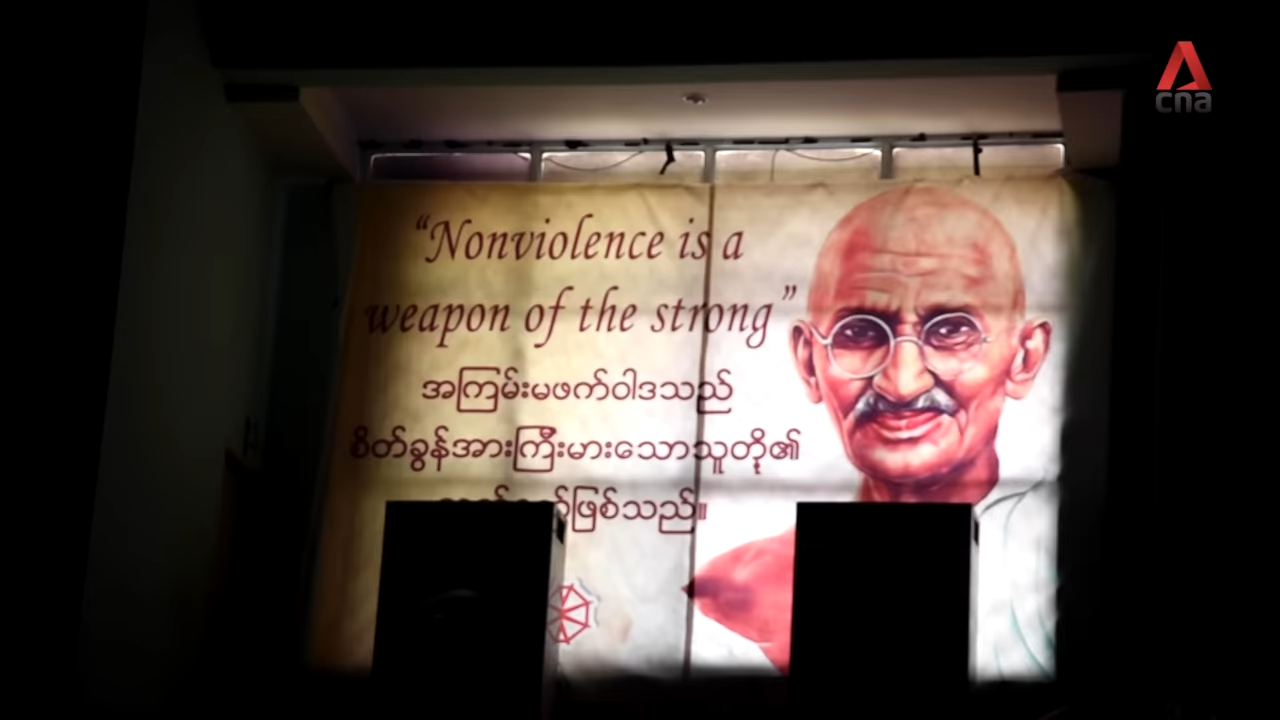 “Nonviolence is a
weapon of the strong”
အကြမ်းမဖက်ဝါဒသည်
စိတ်ခွန်အားကြီးမားသောသူတို့၏
ဖြစ်သည်။
cna